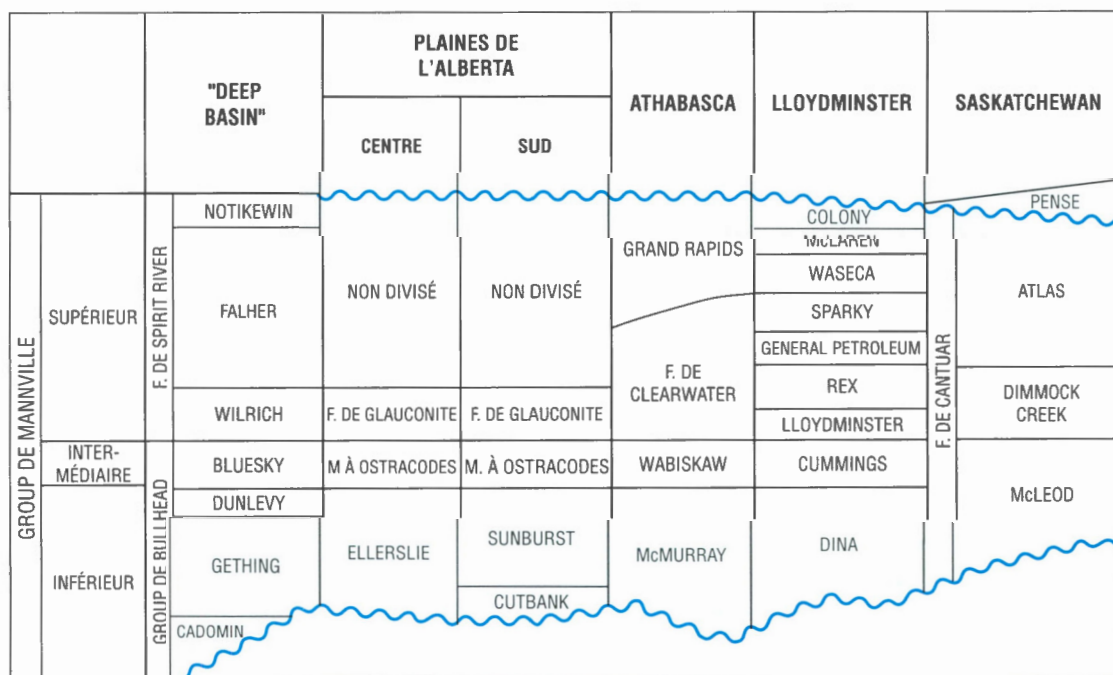 "DEEP
BASIN"
PLAINES DE
L'ALBERTA
CENTRE
SUD
ATHABASCA
LLOYDMINSTER
SASKATCHEWAN
GROUP DE MANNVILLE
SUPÉRIEUR
INTER-
MÉDIAIRE
INFÉRIEUR
F. DE SPIRIT RIVER
GROUP DE BULLHEAD
NOTIKEWIN
FALHER
WILRICH
BLUESKY
DUNLEVY
GETHING
CADOMIN
NON DIVISÉ
F. DE GLAUCONITE
M À OSTRACODES
ELLERSLIE
NON DIVISÉ
F. DE GLAUCONITE
M. À OSTRACODES
SUNBURST
CUTBANK
GRAND RAPIDS
F. DE
CLEARWATER
WABISKAW
McMURRAY
COLONY
McLAREN
WASECA
SPARKY
GENERAL PETROLEUM
REX
LLOYDMINSTER
CUMMINGS
DINA
F. DE CANTUAR
PENSE
ATLAS
DIMMOCK
CREEK
McLEOD